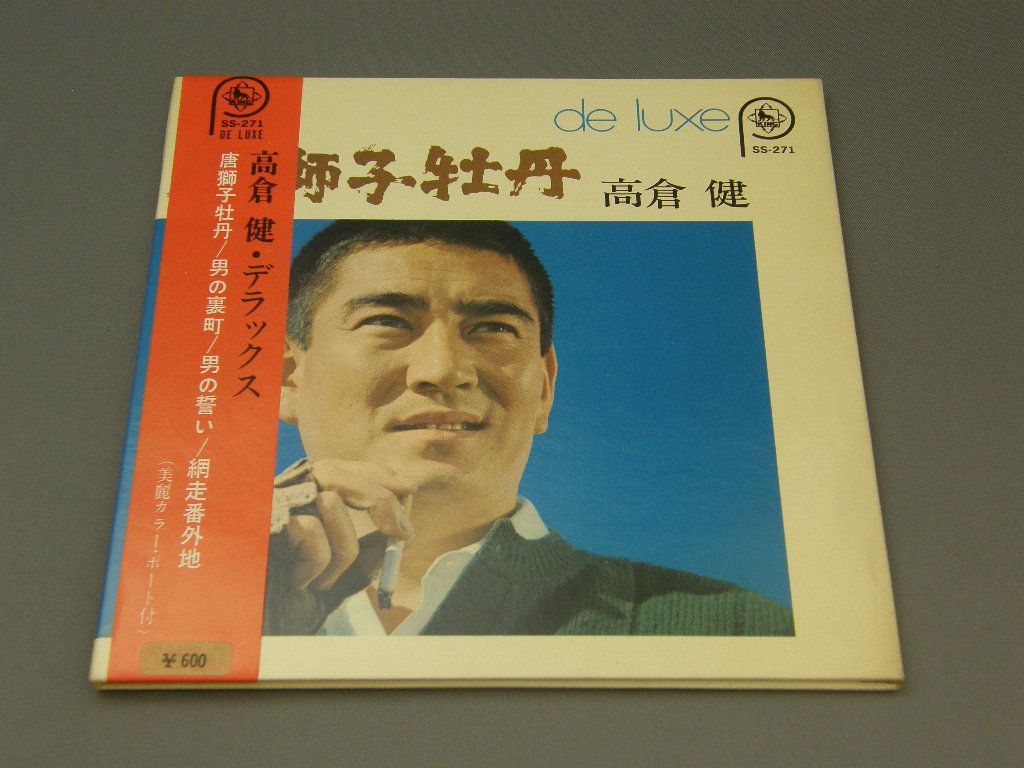 KING
SS-271
DE LUXE
高倉 健・デラックス
唐獅子牡丹/男の裏町/男の誓い/網走番外地
(美麗カラー・ポート付)
¥600
de luxe
KING
SS-271
獅子牡丹
高倉 健